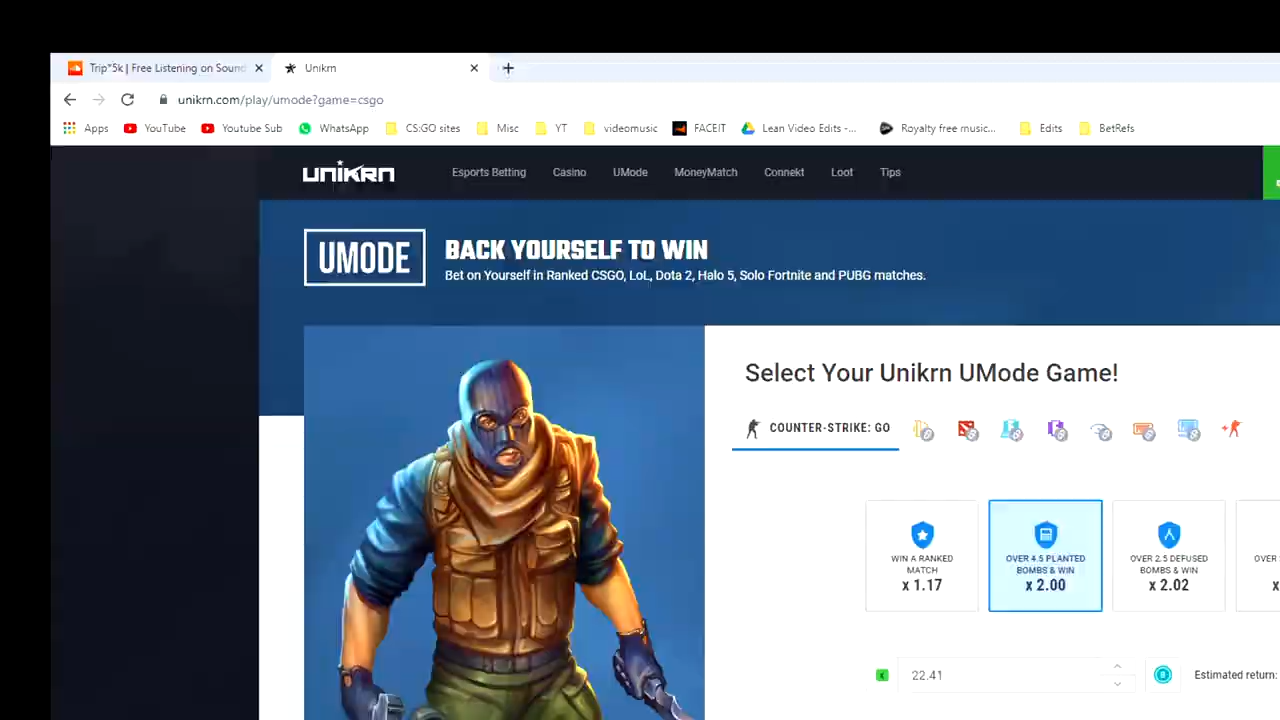 Trip*5k | Free Listening on Sound
Unikrn
unikrn.com/play/umode?game=csgo
Apps YouTube Youtube Sub WhatsApp CS:GO sites Misc YT videomusic FACEIT Lean Video Edits -... Royalty free music... Edits BetRefs
UNIKRN Esports Betting Casino UMode MoneyMatch Connekt Loot Tips
UMODE
BACK YOURSELF TO WIN
Bet on Yourself in Ranked CSGO, LoL, Dota 2, Halo 5, Solo Fortnite and PUBG matches.
Select Your Unikrn UMode Game!
COUNTER-STRIKE: GO
WIN A RANKED
MATCH
x 1.17
OVER 4.5 PLANTED
BOMBS & WIN
x 2.00
OVER 2.5 DEFUSED
BOMBS & WIN
x 2.02
OVER
x
22.41
Estimated return: